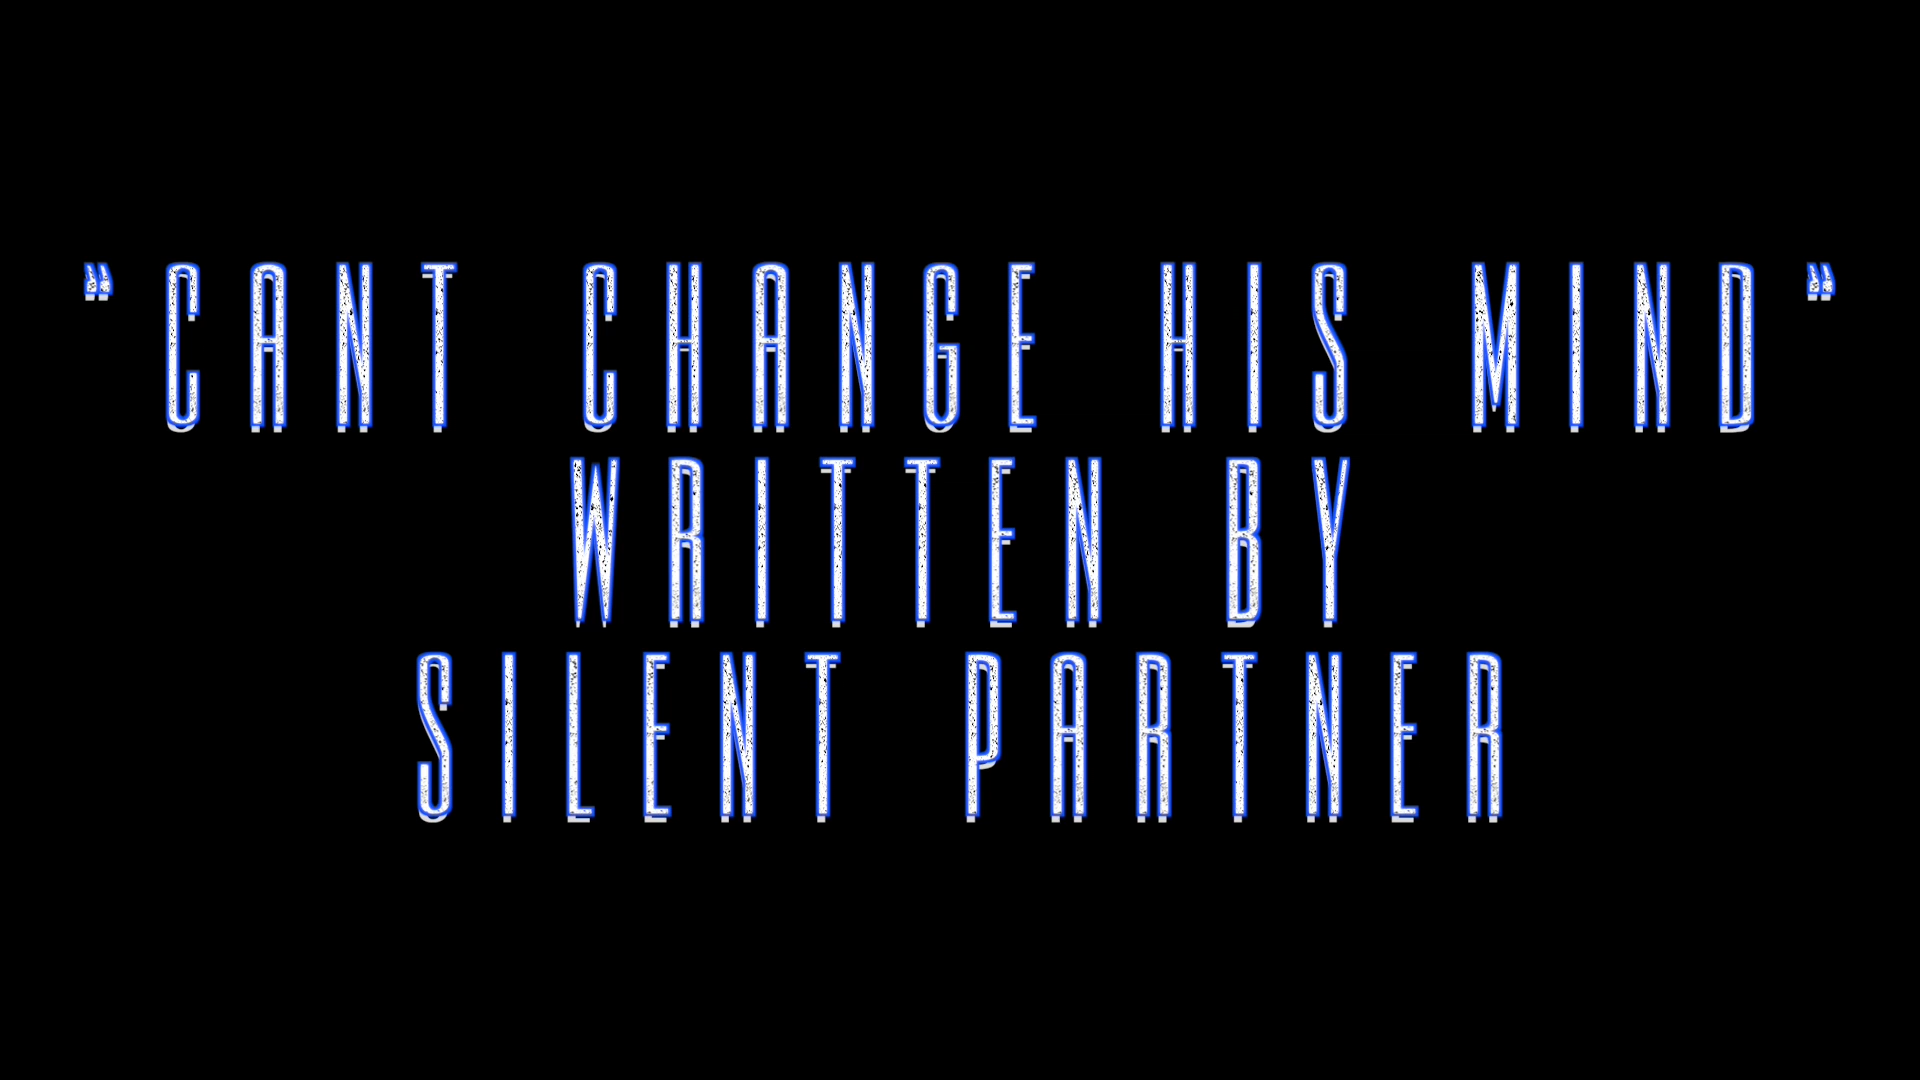 “CANT CHANGE HIS MIND“
WRITTEN BY
SILENT PARTNER